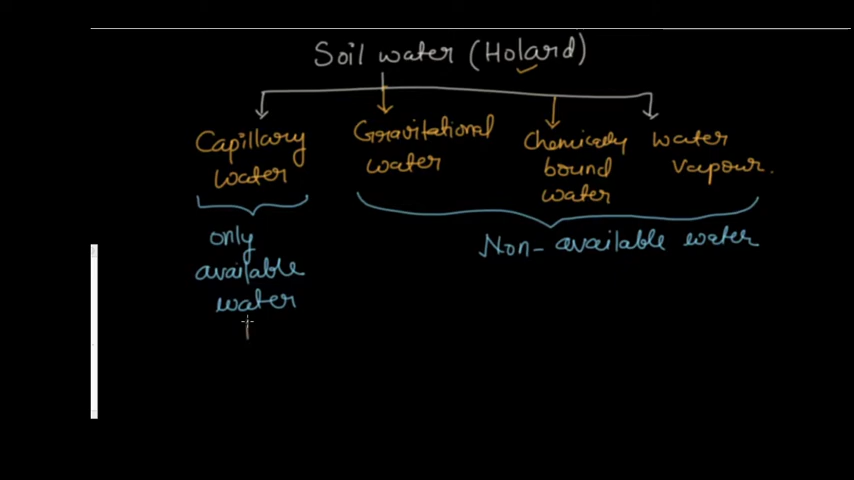 Soil water (Holard)
Capillary
water
Gravitational
water
Chemically
bound
water
water
vapour.
only
available
water
Non-available water